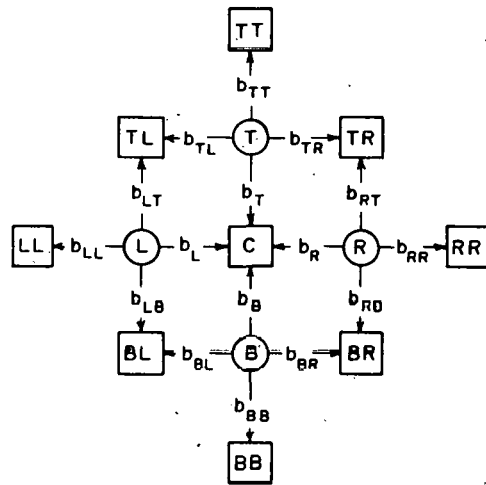 TT
b_TT
TL b_TL T b_TR TR
b_LT b_T b_RT
LL b_LL L b_L C b_R R b_RR RR
b_LB b_B b_RD
BL b_BL B b_BR BR
b_BB
BB